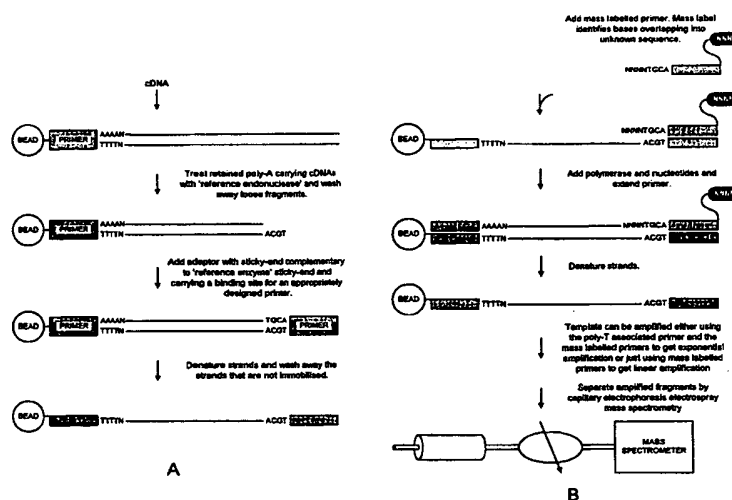 cDNA
BEAD PRIMER AAAAN
TTTTN
Treat retained poly-A carrying cDNAs
with 'reference endonuclease' and wash
away loose fragments.
BEAD PRIMER AAAAN
TTTTN ACGT
Add adaptor with sticky-end complementary
to 'reference enzyme' sticky-end and
carrying a binding site for an appropriately
designed primer.
BEAD PRIMER AAAAN TGCA PRIMER
TTTTN ACGT
Denature strands and wash away the
strands that are not immobilised.
BEAD TTTTN ACGT
A
Add mass labelled primer. Mass label
identifies bases overlapping into
unknown sequence.
NNNNTGCA
NNNNTGCA
BEAD TTTTN ACGT
Add polymerase and nucleotides and
extend primer.
BEAD AAAAN NNNNTGCA
TTTTN ACGT
Denature strands.
BEAD TTTTN ACGT
Template can be amplified either using
the poly-T associated primer and the
mass labelled primers to get exponential
amplification or just using mass labelled
primers to get linear amplification
Separate amplified fragments by
capillary electophoresis electrospray
mass spectrometry
MASS
SPECTROMETER
B